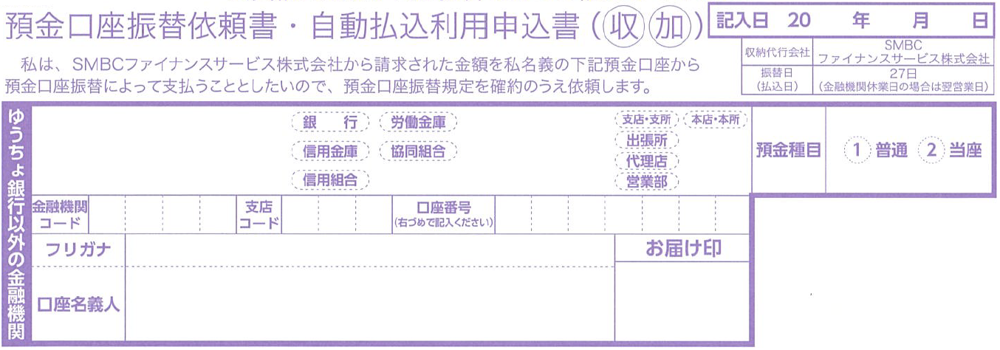 預金口座振替依頼書・自動払込利用申込書(収加)
記入日 20 年 月 日
収納代行会社 SMBC
ファイナンスサービス株式会社
振替日
(払込日)
27日
(金融機関休業日の場合は翌営業日)
私は、SMBCファイナンスサービス株式会社から請求された金額を私名義の下記預金口座から
預金口座振替によって支払うこととしたいので、預金口座振替規定を確約のうえ依頼します。
ゆうちょ銀行以外の金融機関
銀 行 労働金庫
信用金庫 協同組合
信用組合
支店・支所 本店・本所
出張所
代理店
営業部
預金種目 1 普通 2 当座
金融機関
コード
支店
コード
口座番号
(右づめで記入ください)
フリガナ
お届け印
口座名義人